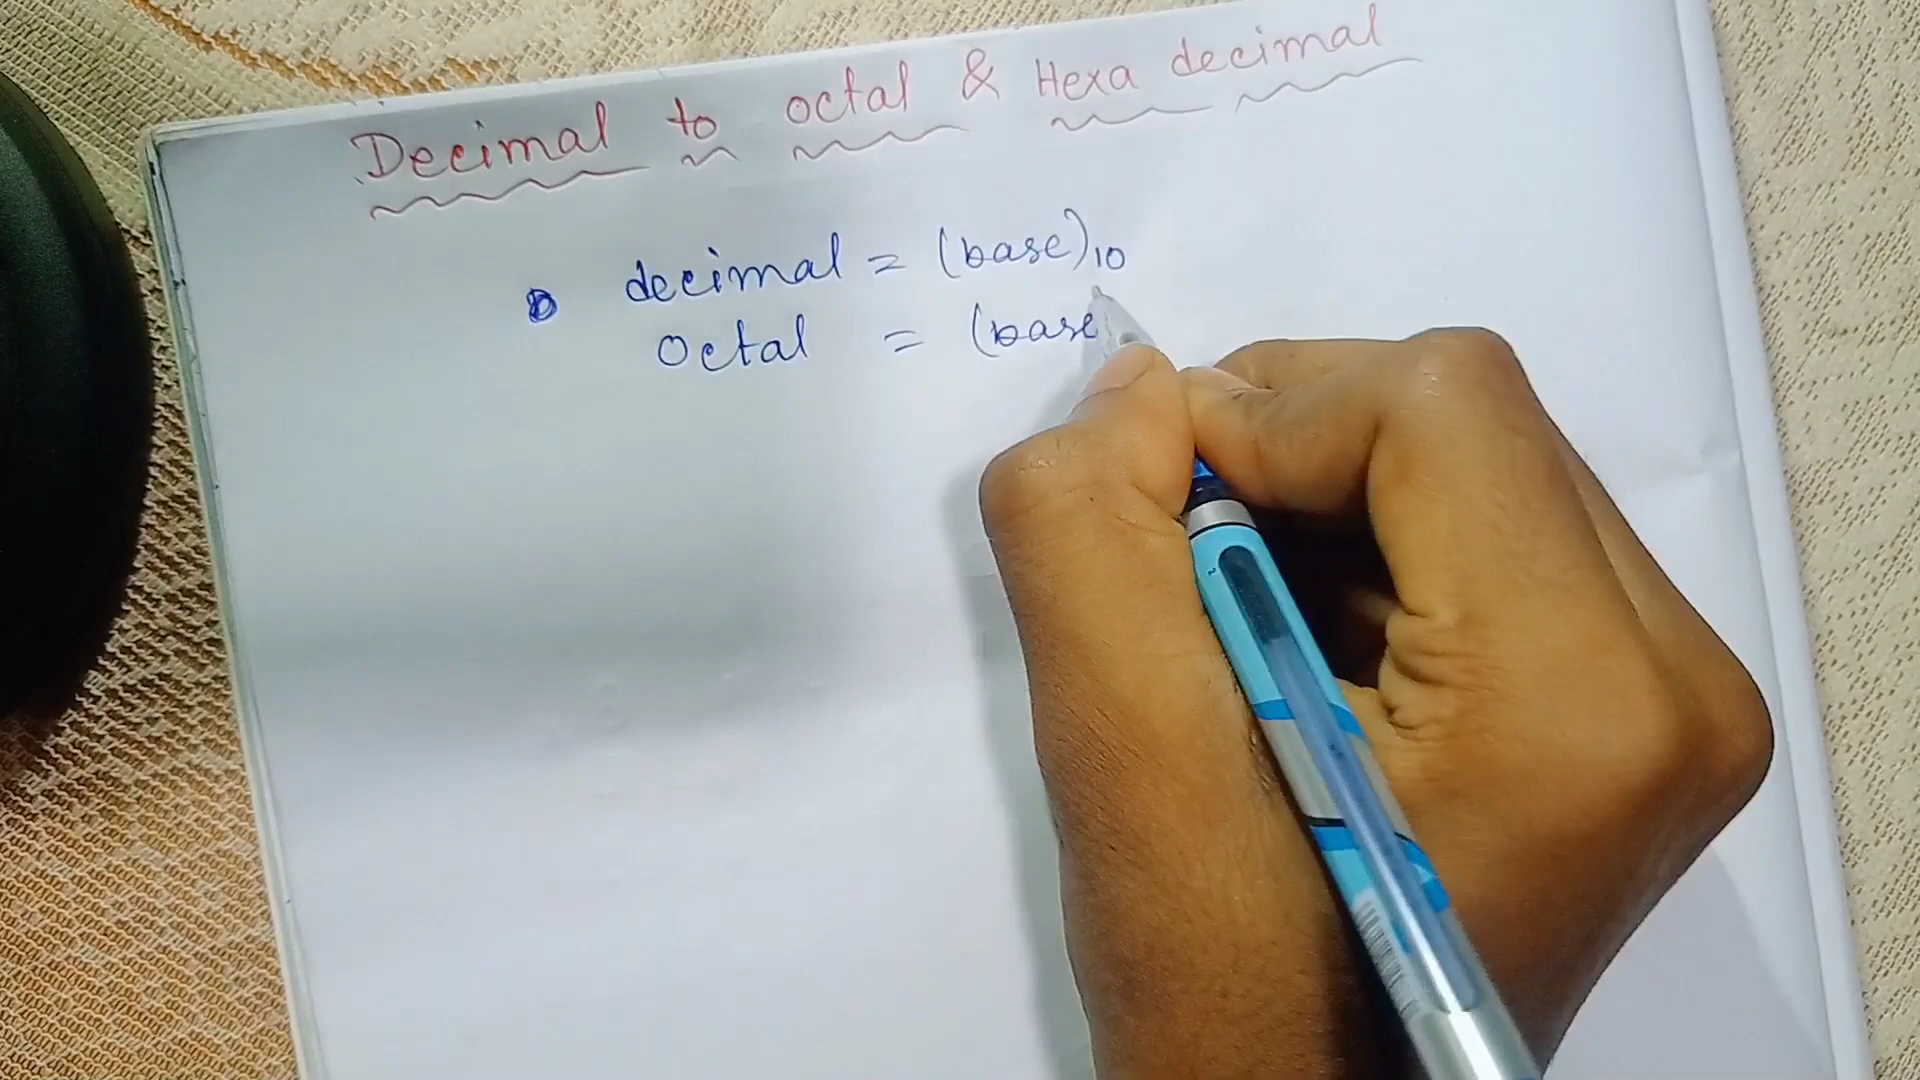 Decimal to octal & Hexa decimal
decimal = (base)10
Octal = (base